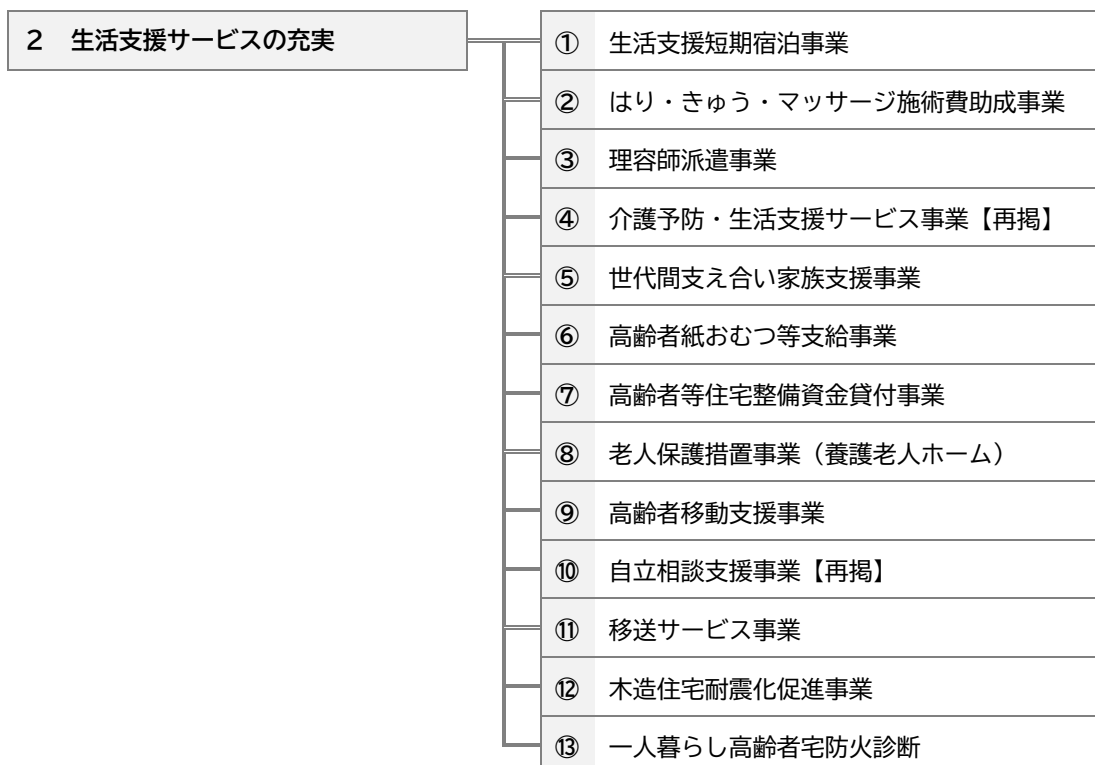 2 生活支援サービスの充実
① 生活支援短期宿泊事業
② はり・きゅう・マッサージ施術費助成事業
③ 理容師派遣事業
④ 介護予防・生活支援サービス事業【再掲】
⑤ 世代間支え合い家族支援事業
⑥ 高齢者紙おむつ等支給事業
⑦ 高齢者等住宅整備資金貸付事業
⑧ 老人保護措置事業（養護老人ホーム）
⑨ 高齢者移動支援事業
⑩ 自立相談支援事業【再掲】
⑪ 移送サービス事業
⑫ 木造住宅耐震化促進事業
⑬ 一人暮らし高齢者宅防火診断